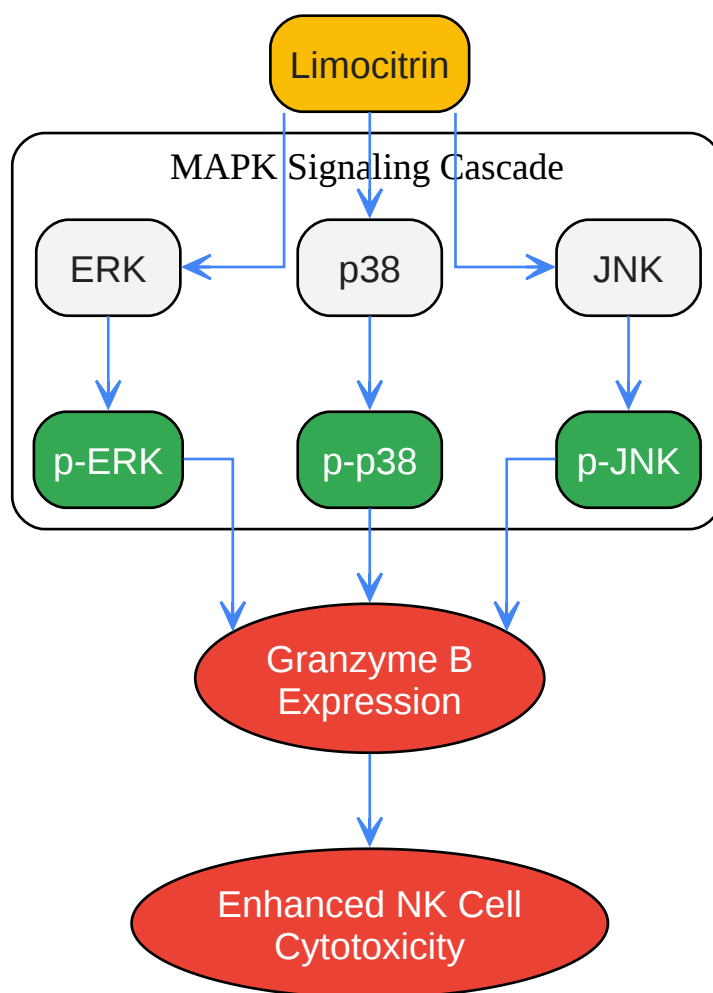 Limocitrin
MAPK Signaling Cascade
ERK
p38
JNK
p-ERK
p-p38
p-JNK
Granzyme B
Expression
Enhanced NK Cell
Cytotoxicity